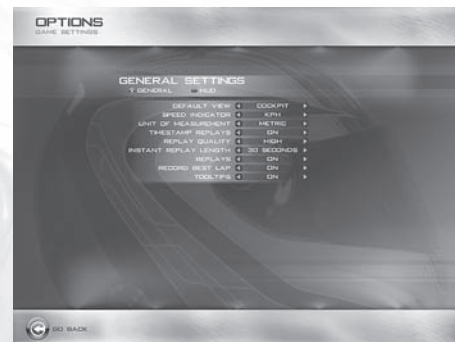 OPTIONS
GAME SETTINGS
GENERAL SETTINGS
GENERAL HUD
DEFAULT VIEW COCKPIT
SPEED INDICATOR KPH
UNIT OF MEASUREMENT METRIC
TIMESTAMP REPLAYS ON
REPLAY QUALITY HIGH
INSTANT REPLAY LENGTH 30 SECONDS
REPLAYS ON
RECORD BEST LAP ON
TOOLTIPS ON
GO BACK